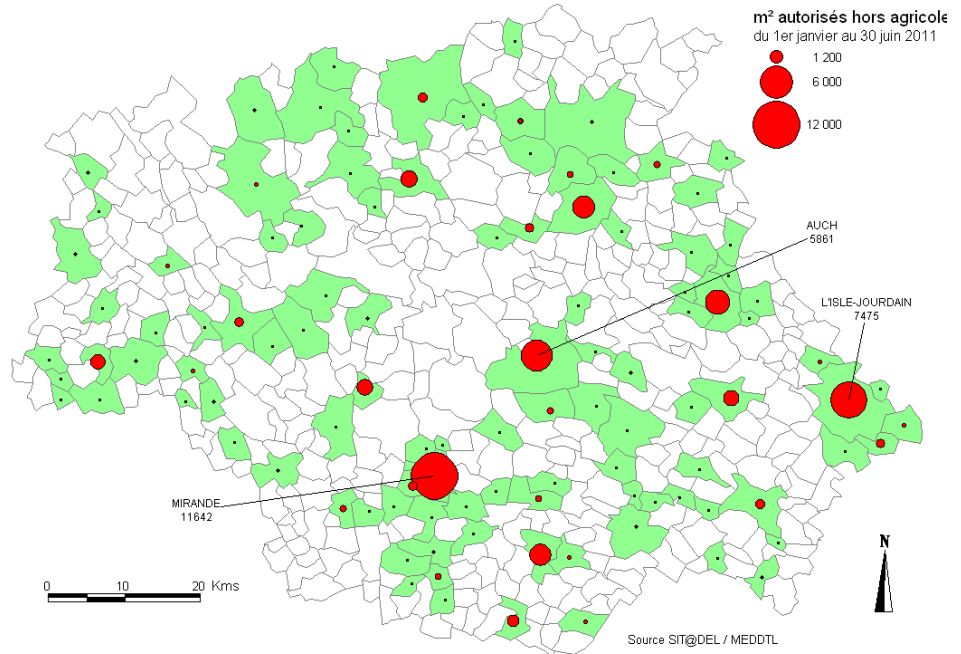 m² autorisés hors agricole
du 1er janvier au 30 juin 2011
1 200
6 000
12 000
AUCH
5861
L'ISLE-JOURDAIN
7475
MIRANDE
11642
N
0 10 20 Kms
Source SIT@DEL / MEDDTL